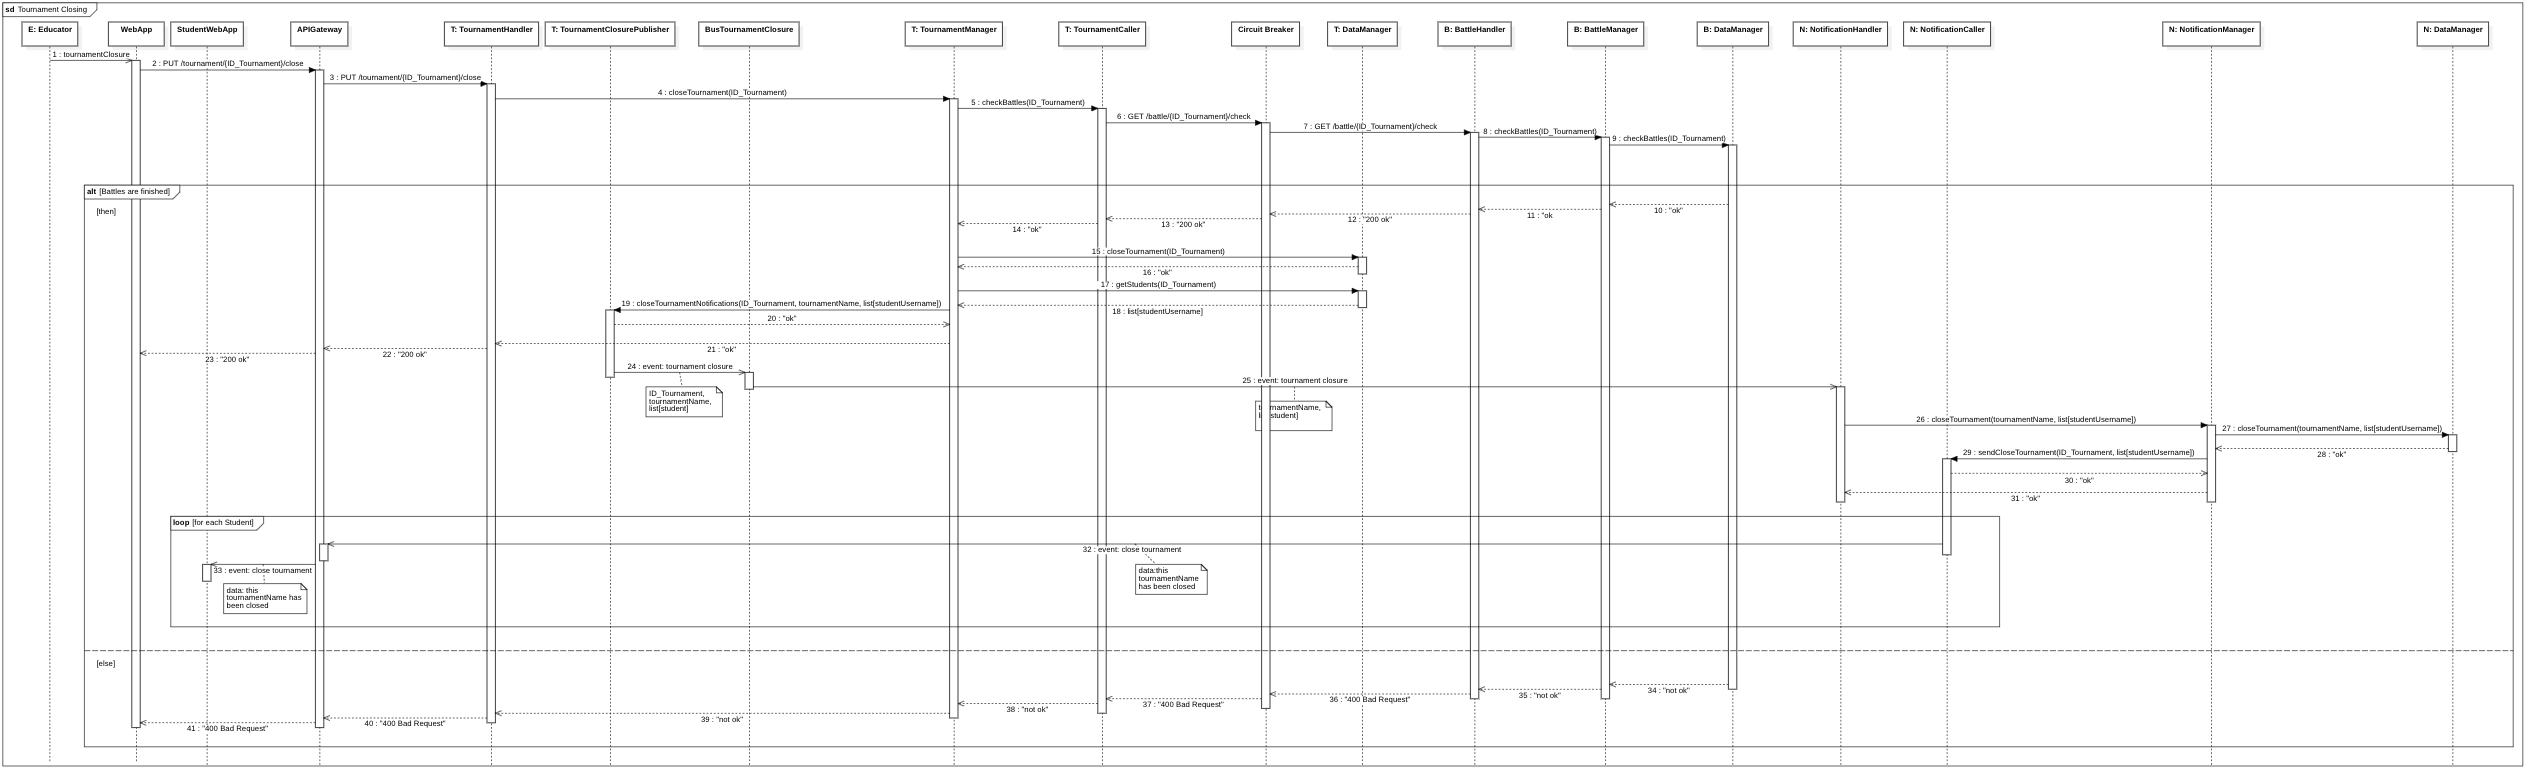 sd Tournament Closing
E: Educator
WebApp
StudentWebApp
APIGateway
T: TournamentHandler
T: TournamentClosurePublisher
BusTournamentClosure
T: TournamentManager
T: TournamentCaller
Circuit Breaker
T: DataManager
B: BattleHandler
B: BattleManager
B: DataManager
N: NotificationHandler
N: NotificationCaller
N: NotificationManager
N: DataManager
1 : tournamentClosure
2 : PUT /tournament/{ID_Tournament}/close
3 : PUT /tournament/{ID_Tournament}/close
4 : closeTournament(ID_Tournament)
5 : checkBattles(ID_Tournament)
6 : GET /battle/{ID_Tournament}/check
7 : GET /battle/{ID_Tournament}/check
8 : checkBattles(ID_Tournament)
9 : checkBattles(ID_Tournament)
alt [Battles are finished]
[then]
10 : "ok"
11 : "ok
12 : "200 ok"
13 : "200 ok"
14 : "ok"
15 : closeTournament(ID_Tournament)
16 : "ok"
17 : getStudents(ID_Tournament)
18 : list[studentUsername]
19 : closeTournamentNotifications(ID_Tournament, tournamentName, list[studentUsername])
20 : "ok"
21 : "ok"
22 : "200 ok"
23 : "200 ok"
24 : event: tournament closure
ID_Tournament,
tournamentName,
list[student]
25 : event: tournament closure
tournamentName,
list[student]
26 : closeTournament(tournamentName, list[studentUsername])
27 : closeTournament(tournamentName, list[studentUsername])
28 : "ok"
29 : sendCloseTournament(ID_Tournament, list[studentUsername])
30 : "ok"
31 : "ok"
loop [for each Student]
32 : event: close tournament
data:this
tournamentName
has been closed
33 : event: close tournament
data: this
tournamentName has
been closed
[else]
34 : "not ok"
35 : "not ok"
36 : "400 Bad Request"
37 : "400 Bad Request"
38 : "not ok"
39 : "not ok"
40 : "400 Bad Request"
41 : "400 Bad Request"